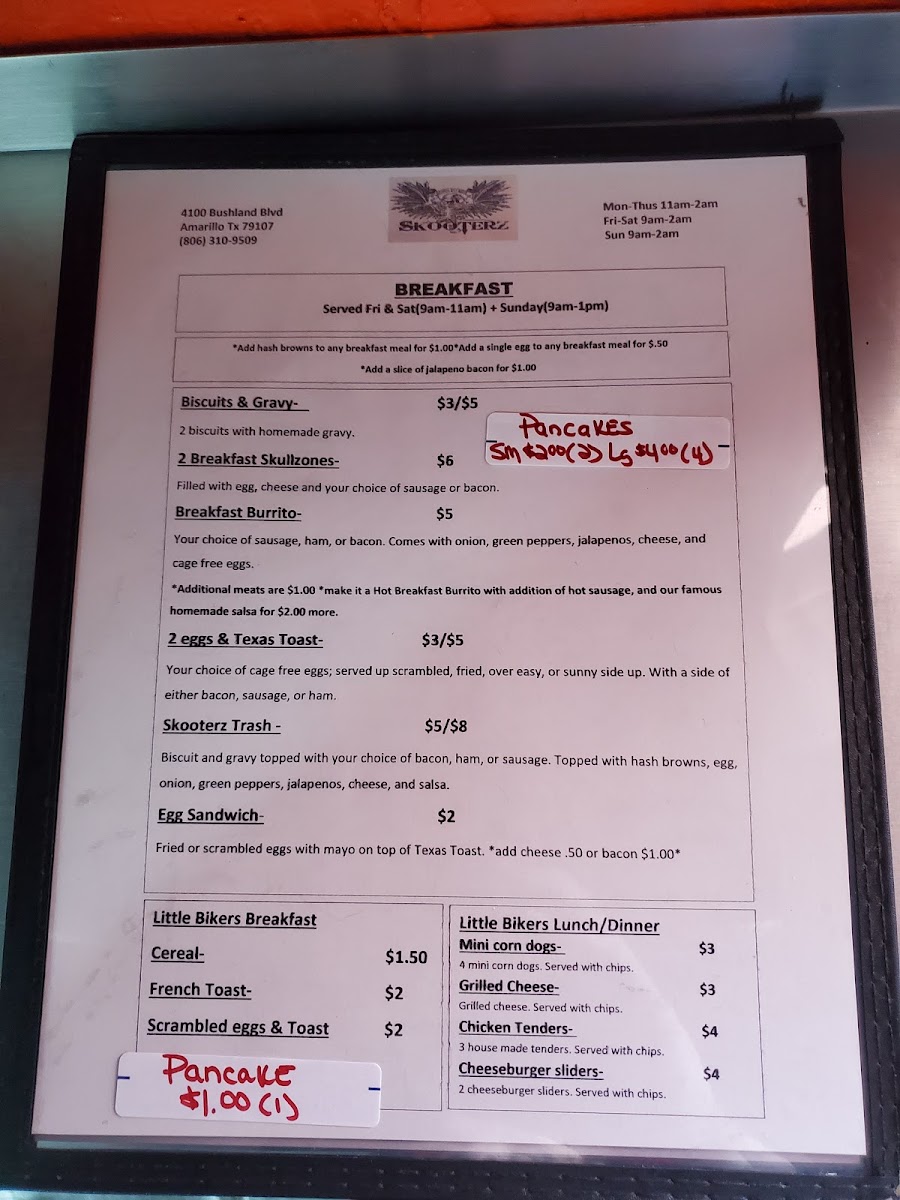 4100 Bushland Blvd
Amarillo Tx 79107
(806) 310-9509
SKOOTERZ
Mon-Thus 11am-2am
Fri-Sat 9am-2am
Sun 9am-2am
BREAKFAST
Served Fri & Sat(9am-11am) + Sunday(9am-1pm)
*Add hash browns to any breakfast meal for $1.00*Add a single egg to any breakfast meal for $.50
*Add a slice of jalapeno bacon for $1.00
Biscuits & Gravy- $3/$5
2 biscuits with homemade gravy.
Pancakes
Sm $200(2) Lg $400(4)
2 Breakfast Skullzones- $6
Filled with egg, cheese and your choice of sausage or bacon.
Breakfast Burrito- $5
Your choice of sausage, ham, or bacon. Comes with onion, green peppers, jalapenos, cheese, and
cage free eggs.
*Additional meats are $1.00 *make it a Hot Breakfast Burrito with addition of hot sausage, and our famous
homemade salsa for $2.00 more.
2 eggs & Texas Toast- $3/$5
Your choice of cage free eggs; served up scrambled, fried, over easy, or sunny side up. With a side of
either bacon, sausage, or ham.
Skooterz Trash - $5/$8
Biscuit and gravy topped with your choice of bacon, ham, or sausage. Topped with hash browns, egg,
onion, green peppers, jalapenos, cheese, and salsa.
Egg Sandwich- $2
Fried or scrambled eggs with mayo on top of Texas Toast. *add cheese .50 or bacon $1.00*
Little Bikers Breakfast
Cereal- $1.50
French Toast- $2
Scrambled eggs & Toast $2
Pancake
$1.00 (1)
Little Bikers Lunch/Dinner
Mini corn dogs- $3
4 mini corn dogs. Served with chips.
Grilled Cheese- $3
Grilled cheese. Served with chips.
Chicken Tenders- $4
3 house made tenders. Served with chips.
Cheeseburger sliders- $4
2 cheeseburger sliders. Served with chips.